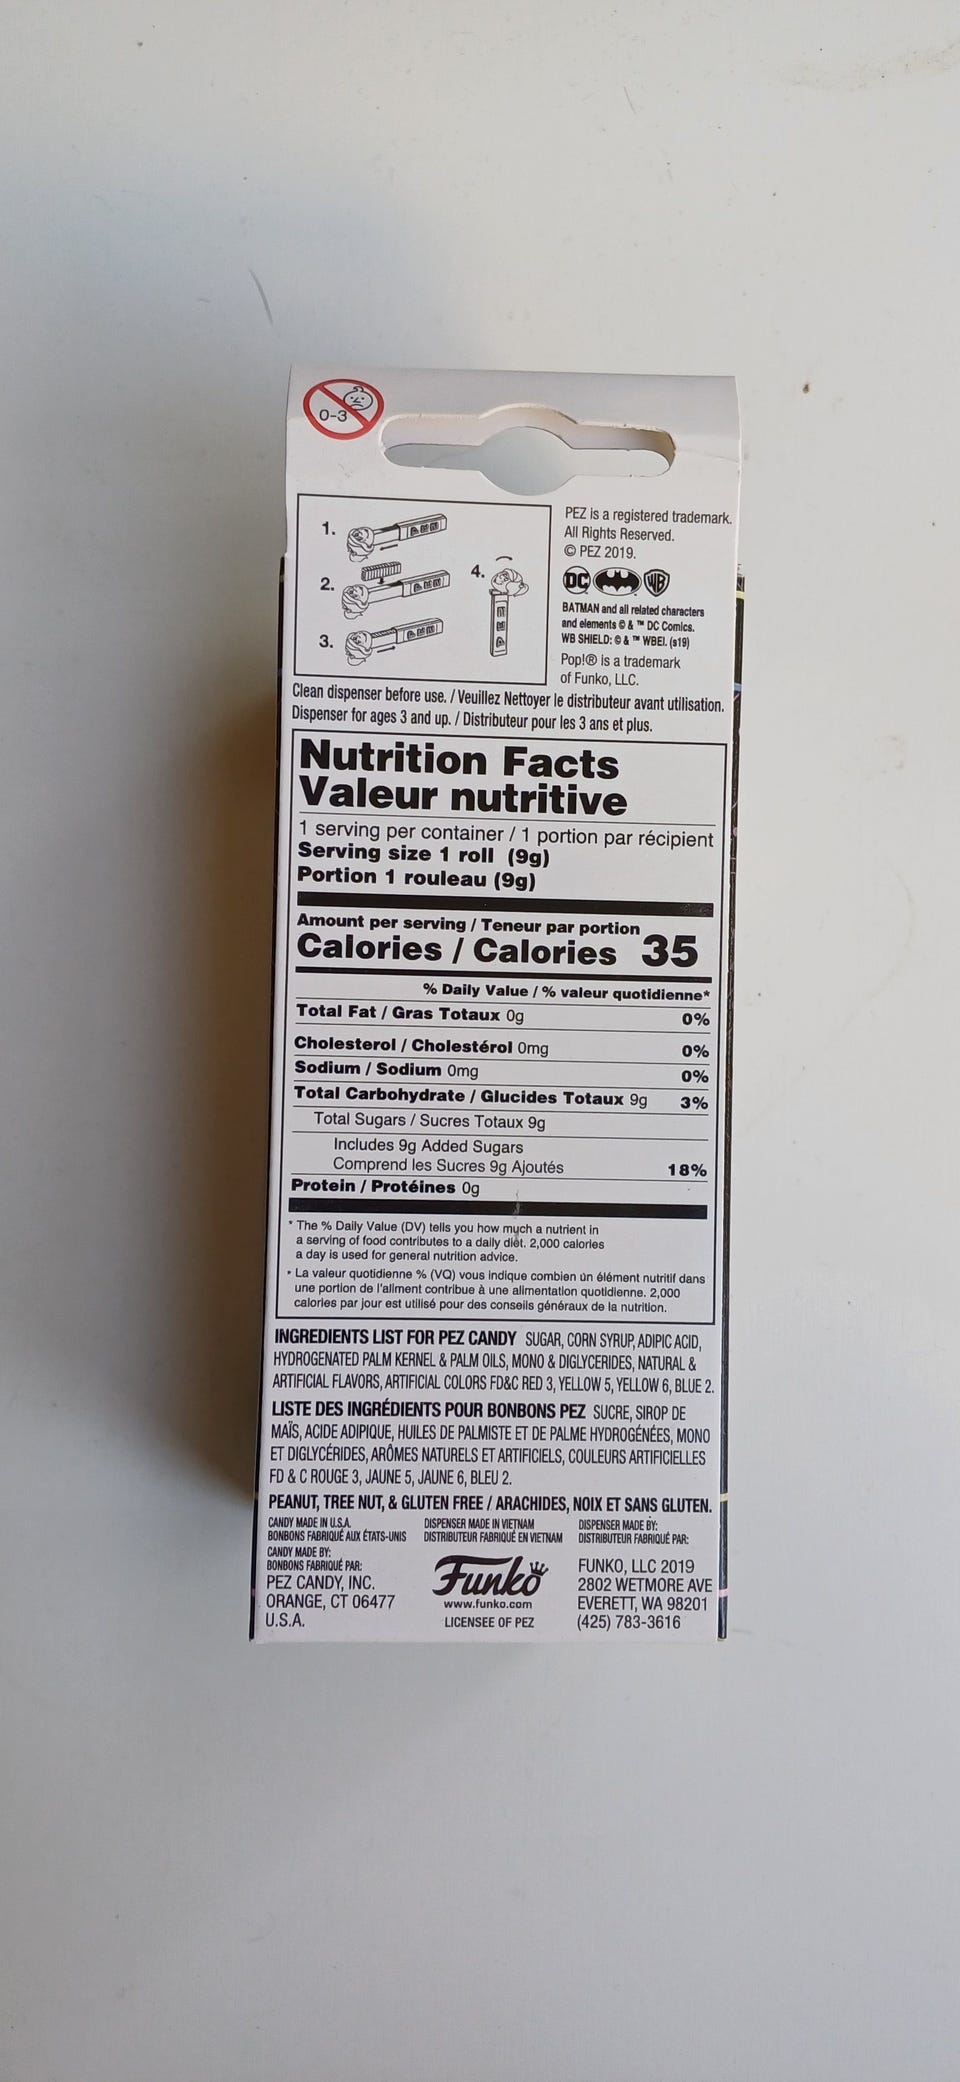 0-3
1.
2.
3.
4.
PEZ is a registered trademark.
All Rights Reserved.
© PEZ 2019.
DC WB
BATMAN and all related characters
and elements © & ™ DC Comics.
WB SHIELD: © & ™ WBEI. (s19)
Pop!® is a trademark
of Funko, LLC.
Clean dispenser before use. / Veuillez Nettoyer le distributeur avant utilisation.
Dispenser for ages 3 and up. / Distributeur pour les 3 ans et plus.
Nutrition Facts
Valeur nutritive
1 serving per container / 1 portion par récipient
Serving size 1 roll (9g)
Portion 1 rouleau (9g)
Amount per serving / Teneur par portion
Calories / Calories 35
% Daily Value / % valeur quotidienne*
Total Fat / Gras Totaux 0g 0%
Cholesterol / Cholestérol 0mg 0%
Sodium / Sodium 0mg 0%
Total Carbohydrate / Glucides Totaux 9g 3%
Total Sugars / Sucres Totaux 9g
Includes 9g Added Sugars
Comprend les Sucres 9g Ajoutés 18%
Protein / Protéines 0g
* The % Daily Value (DV) tells you how much a nutrient in
a serving of food contributes to a daily diet. 2,000 calories
a day is used for general nutrition advice.
* La valeur quotidienne % (VQ) vous indique combien un élément nutritif dans
une portion de l'aliment contribue à une alimentation quotidienne. 2,000
calories par jour est utilisé pour des conseils généraux de la nutrition.
INGREDIENTS LIST FOR PEZ CANDY SUGAR, CORN SYRUP, ADIPIC ACID,
HYDROGENATED PALM KERNEL & PALM OILS, MONO & DIGLYCERIDES, NATURAL &
ARTIFICIAL FLAVORS, ARTIFICIAL COLORS FD&C RED 3, YELLOW 5, YELLOW 6, BLUE 2.
LISTE DES INGRÉDIENTS POUR BONBONS PEZ SUCRE, SIROP DE
MAÏS, ACIDE ADIPIQUE, HUILES DE PALMISTE ET DE PALME HYDROGÉNÉES, MONO
ET DIGLYCÉRIDES, ARÔMES NATURELS ET ARTIFICIELS, COULEURS ARTIFICIELLES
FD & C ROUGE 3, JAUNE 5, JAUNE 6, BLEU 2.
PEANUT, TREE NUT, & GLUTEN FREE / ARACHIDES, NOIX ET SANS GLUTEN.
CANDY MADE IN U.S.A.
BONBONS FABRIQUÉ AUX ÉTATS-UNIS
CANDY MADE BY:
BONBONS FABRIQUÉ PAR:
PEZ CANDY, INC.
ORANGE, CT 06477
U.S.A.
DISPENSER MADE IN VIETNAM
DISTRIBUTEUR FABRIQUÉ EN VIETNAM
Funko
www.funko.com
LICENSEE OF PEZ
DISPENSER MADE BY:
DISTRIBUTEUR FABRIQUÉ PAR:
FUNKO, LLC 2019
2802 WETMORE AVE
EVERETT, WA 98201
(425) 783-3616